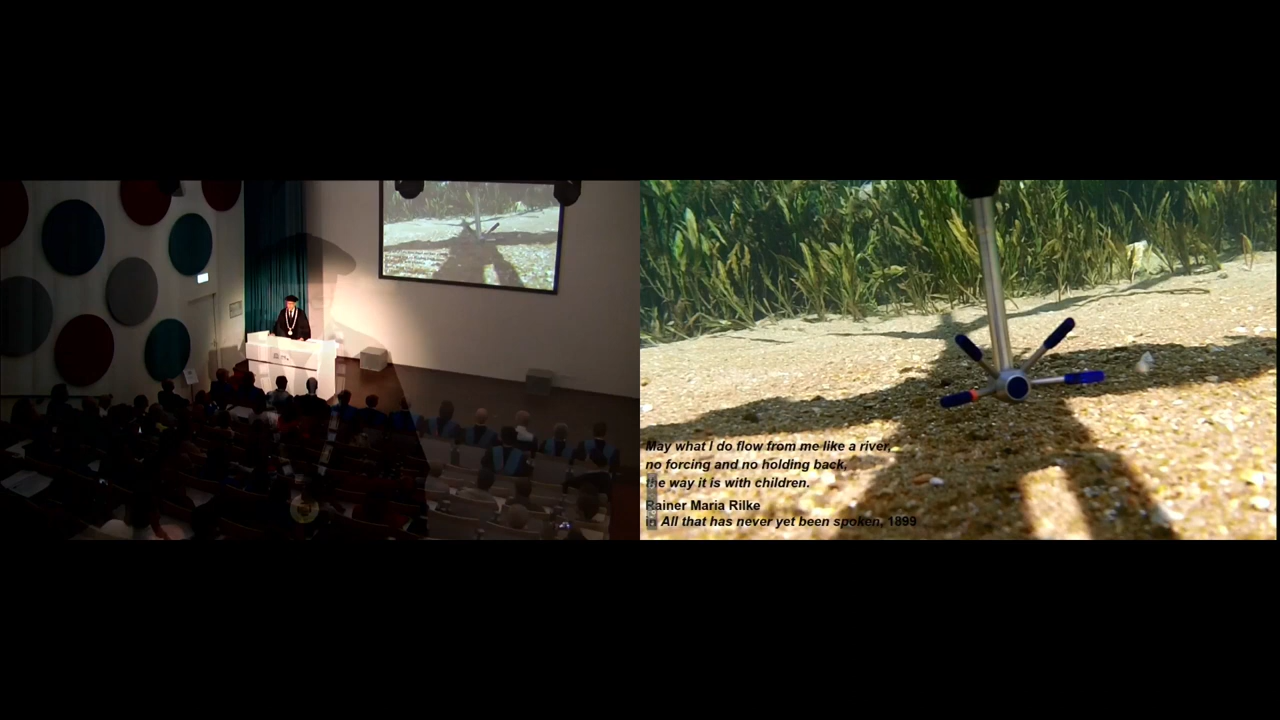 May what I do flow from me like a river,
no forcing and no holding back,
the way it is with children.
Rainer Maria Rilke
in All that has never yet been spoken, 1899